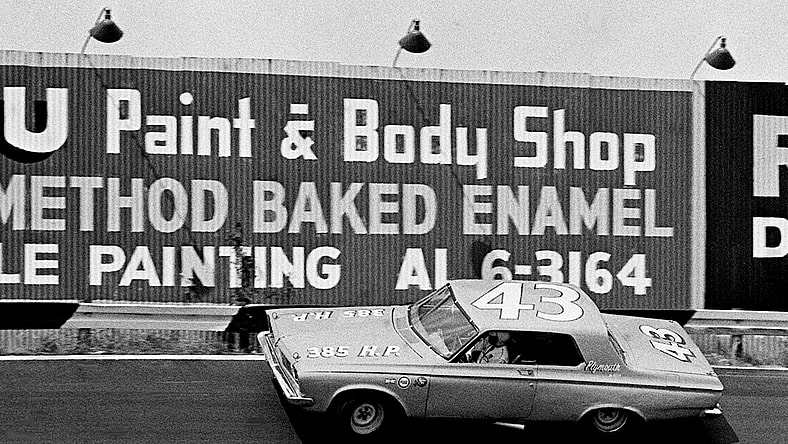 U Paint & Body Shop
METHOD BAKED ENAMEL
LE PAINTING AL 6-3164
R
D
43
385 H.P.
385 H.P.
43
Plymouth